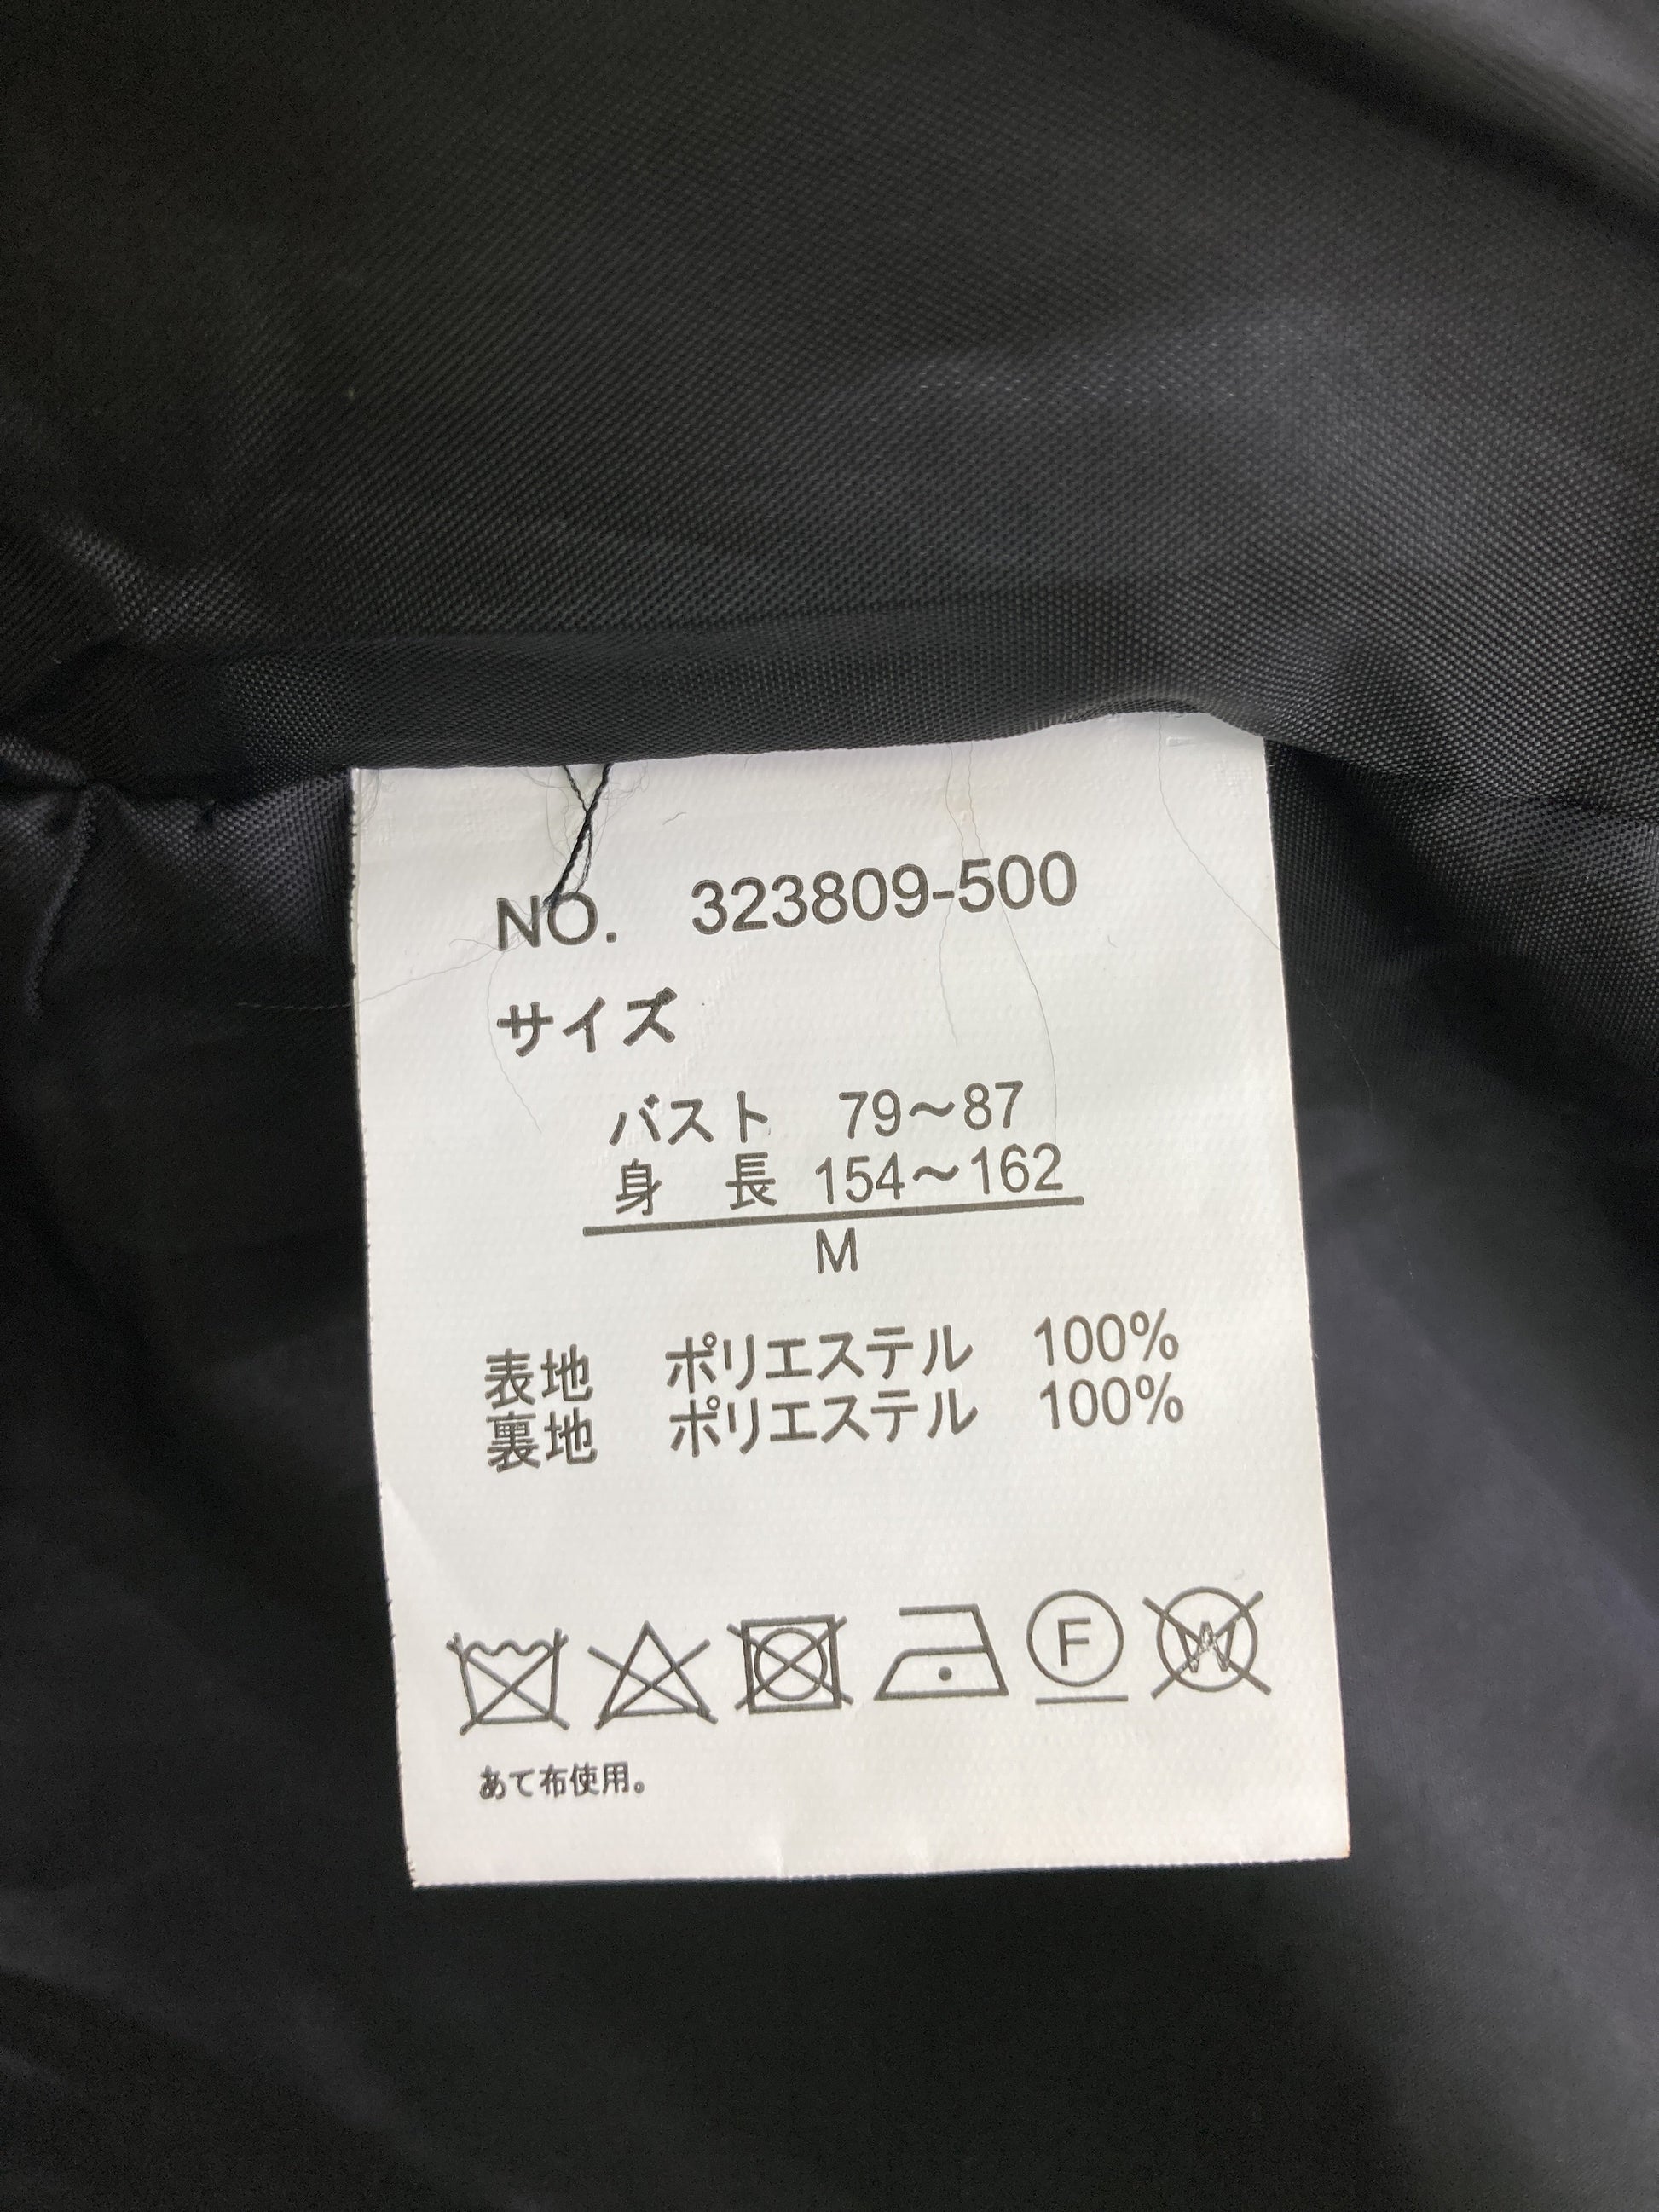 NO. 323809-500
サイズ
バスト 79～87
身 長 154～162
M
表地 ポリエステル 100%
裏地 ポリエステル 100%
F W
あて布使用。